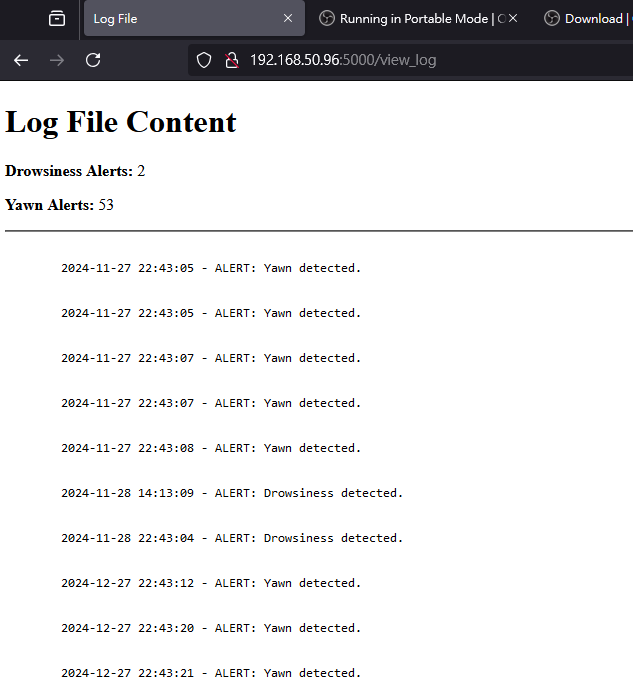 Log File
Running in Portable Mode |
Download |
192.168.50.96:5000/view_log
Log File Content
Drowsiness Alerts: 2
Yawn Alerts: 53
2024-11-27 22:43:05 - ALERT: Yawn detected.
2024-11-27 22:43:05 - ALERT: Yawn detected.
2024-11-27 22:43:07 - ALERT: Yawn detected.
2024-11-27 22:43:07 - ALERT: Yawn detected.
2024-11-27 22:43:08 - ALERT: Yawn detected.
2024-11-28 14:13:09 - ALERT: Drowsiness detected.
2024-11-28 22:43:04 - ALERT: Drowsiness detected.
2024-12-27 22:43:12 - ALERT: Yawn detected.
2024-12-27 22:43:20 - ALERT: Yawn detected.
2024-12-27 22:43:21 - ALERT: Yawn detected.